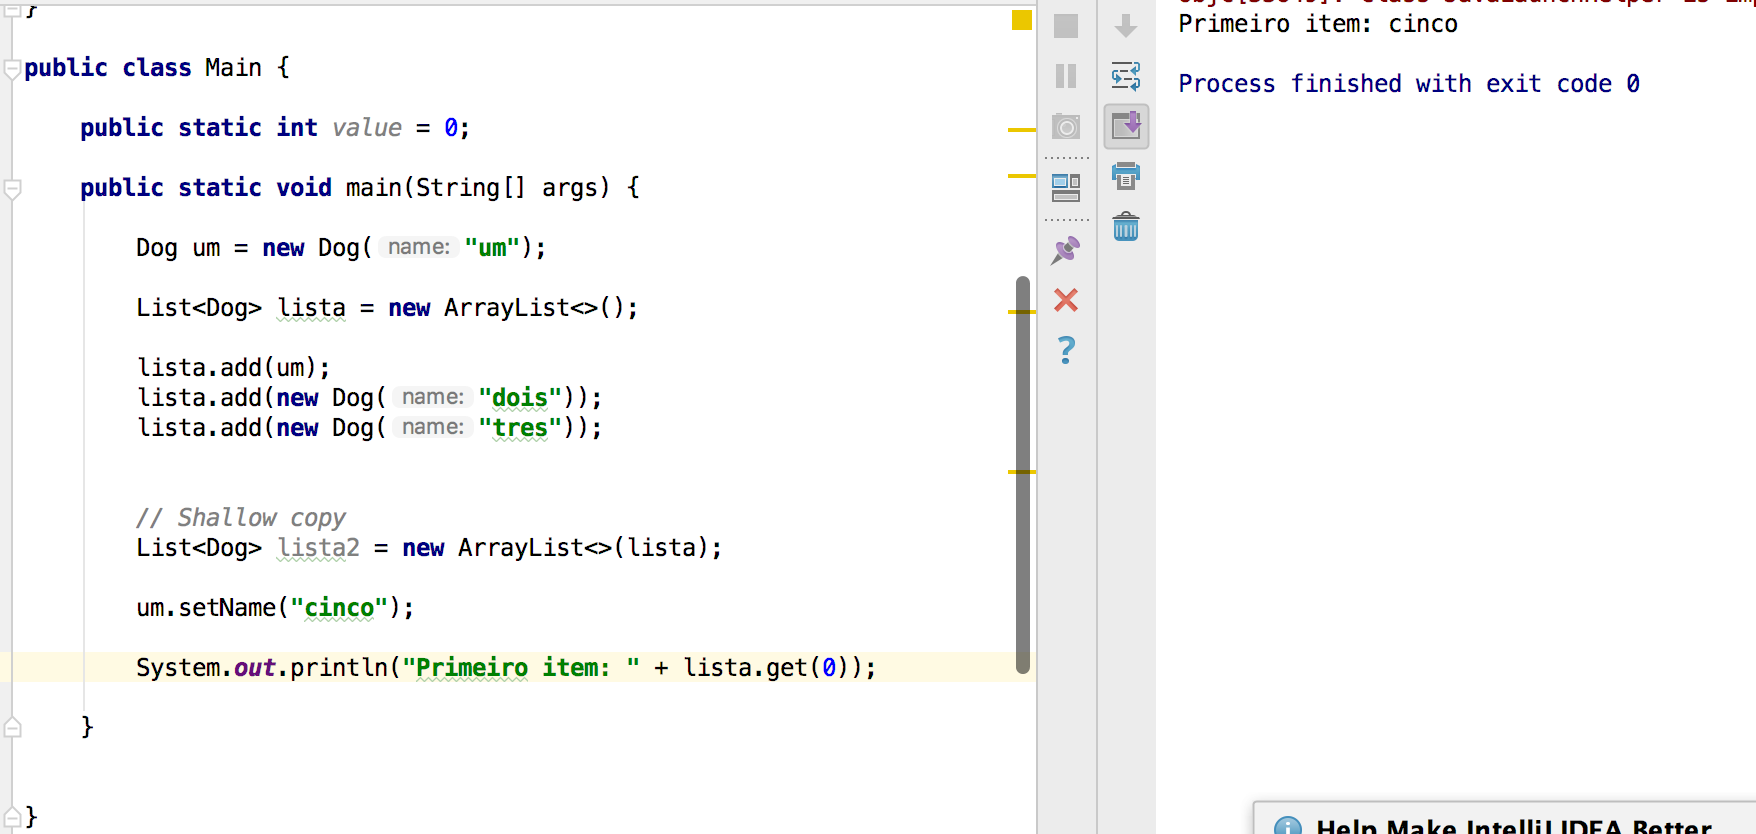 }
public class Main {
public static int value = 0;
public static void main(String[] args) {
Dog um = new Dog( name: "um");
List<Dog> lista = new ArrayList<>();
lista.add(um);
lista.add(new Dog( name: "dois"));
lista.add(new Dog( name: "tres"));
// Shallow copy
List<Dog> lista2 = new ArrayList<>(lista);
um.setName("cinco");
System.out.println("Primeiro item: " + lista.get(0));
}
}
Primeiro item: cinco
Process finished with exit code 0
?
Help Make IntelliJ IDEA Better